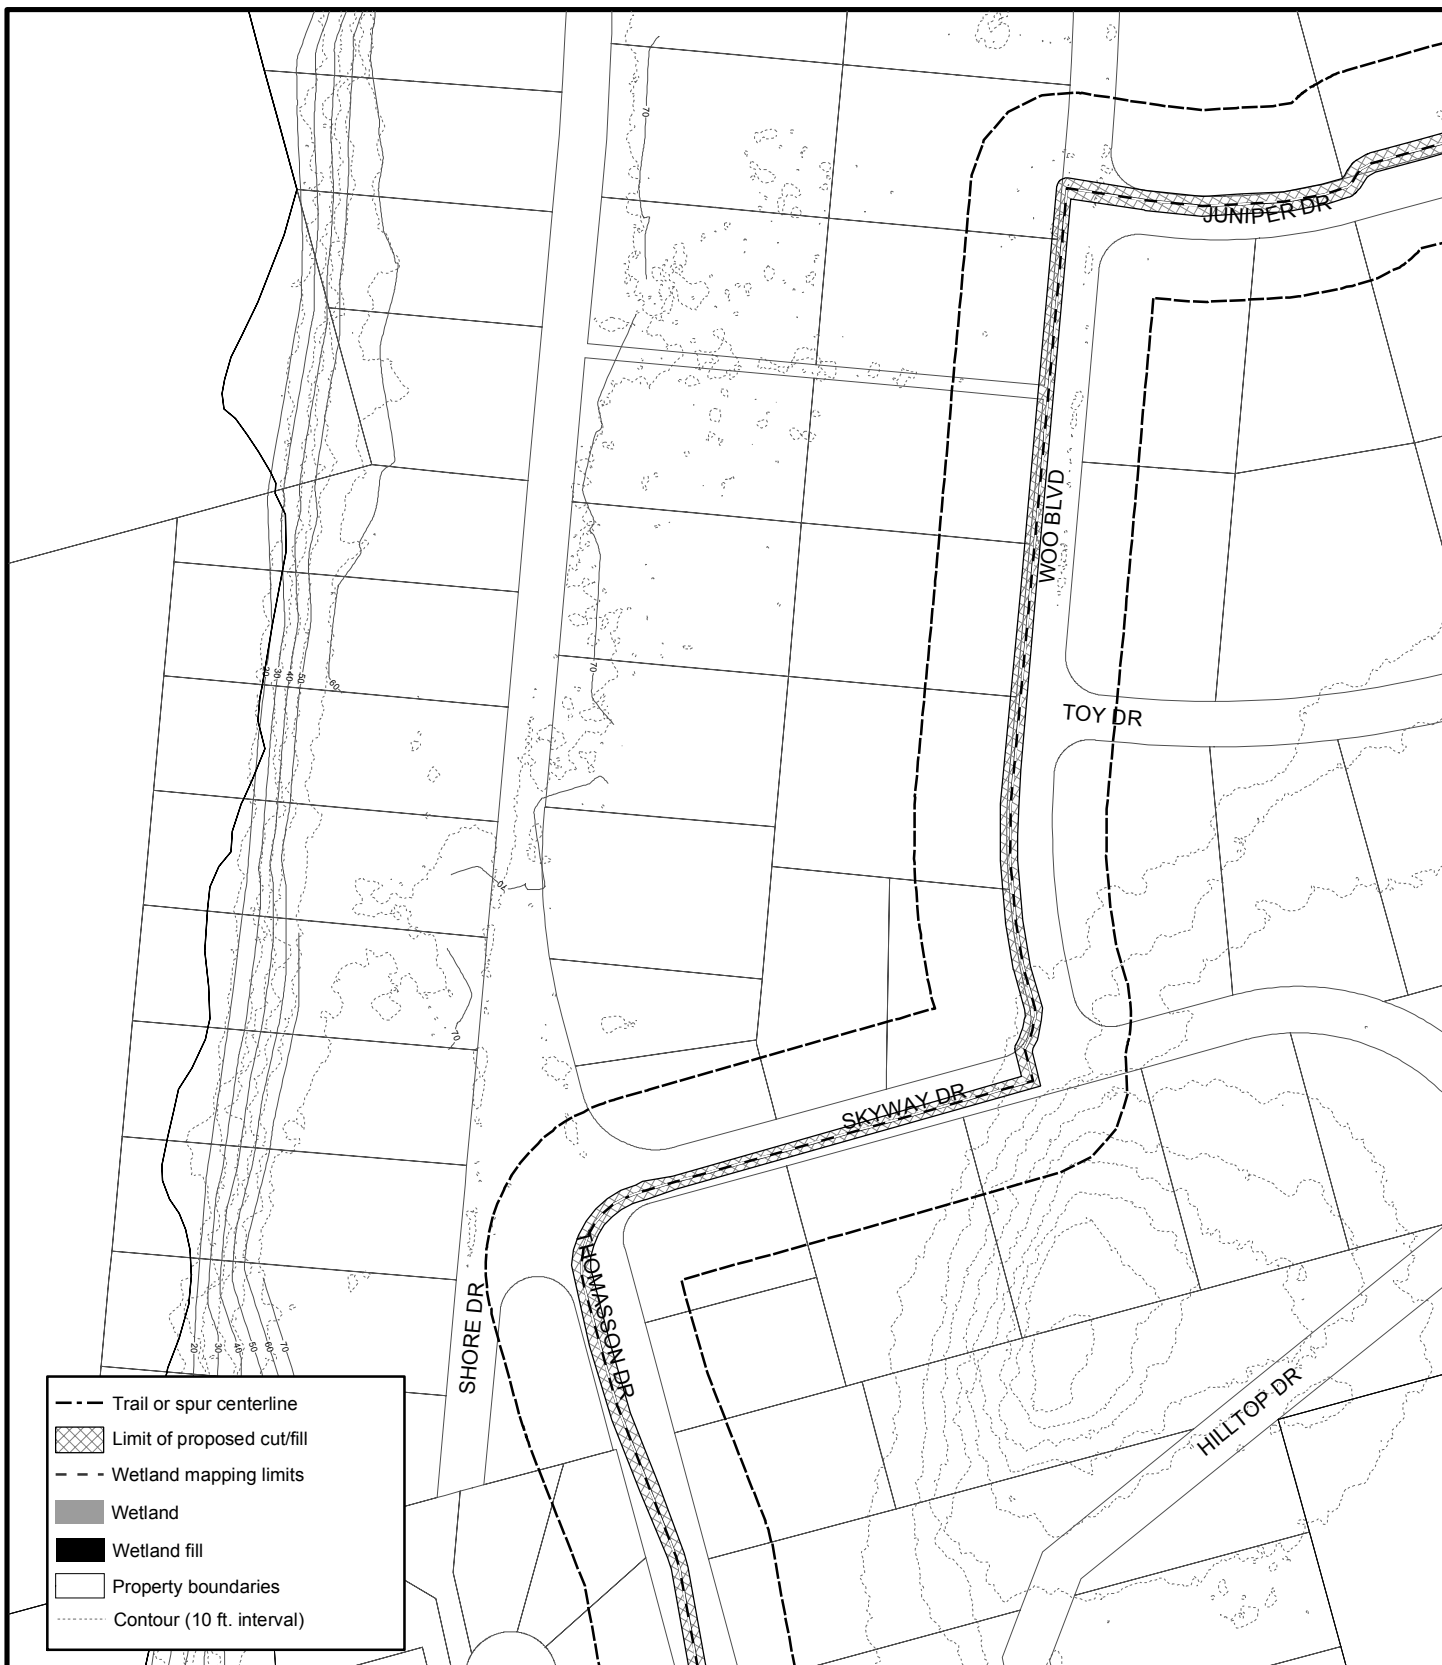 70
JUNIPER DR
WOO BLVD
70
20
30
40
50
60
TOY DR
70
70
SKYWAY DR
THOMASSON DR
SHORE DR
20
30
40
50
60
70
HILLTOP DR
Trail or spur centerline
Limit of proposed cut/fill
Wetland mapping limits
Wetland
Wetland fill
Property boundaries
Contour (10 ft. interval)